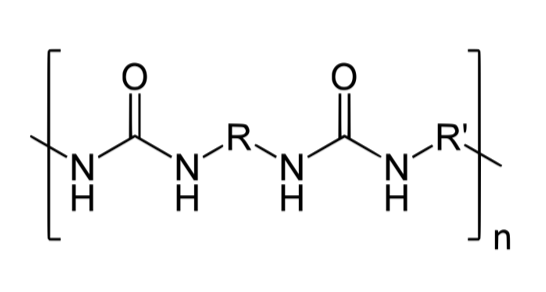 O O
N N R N N R'
H H H H
n